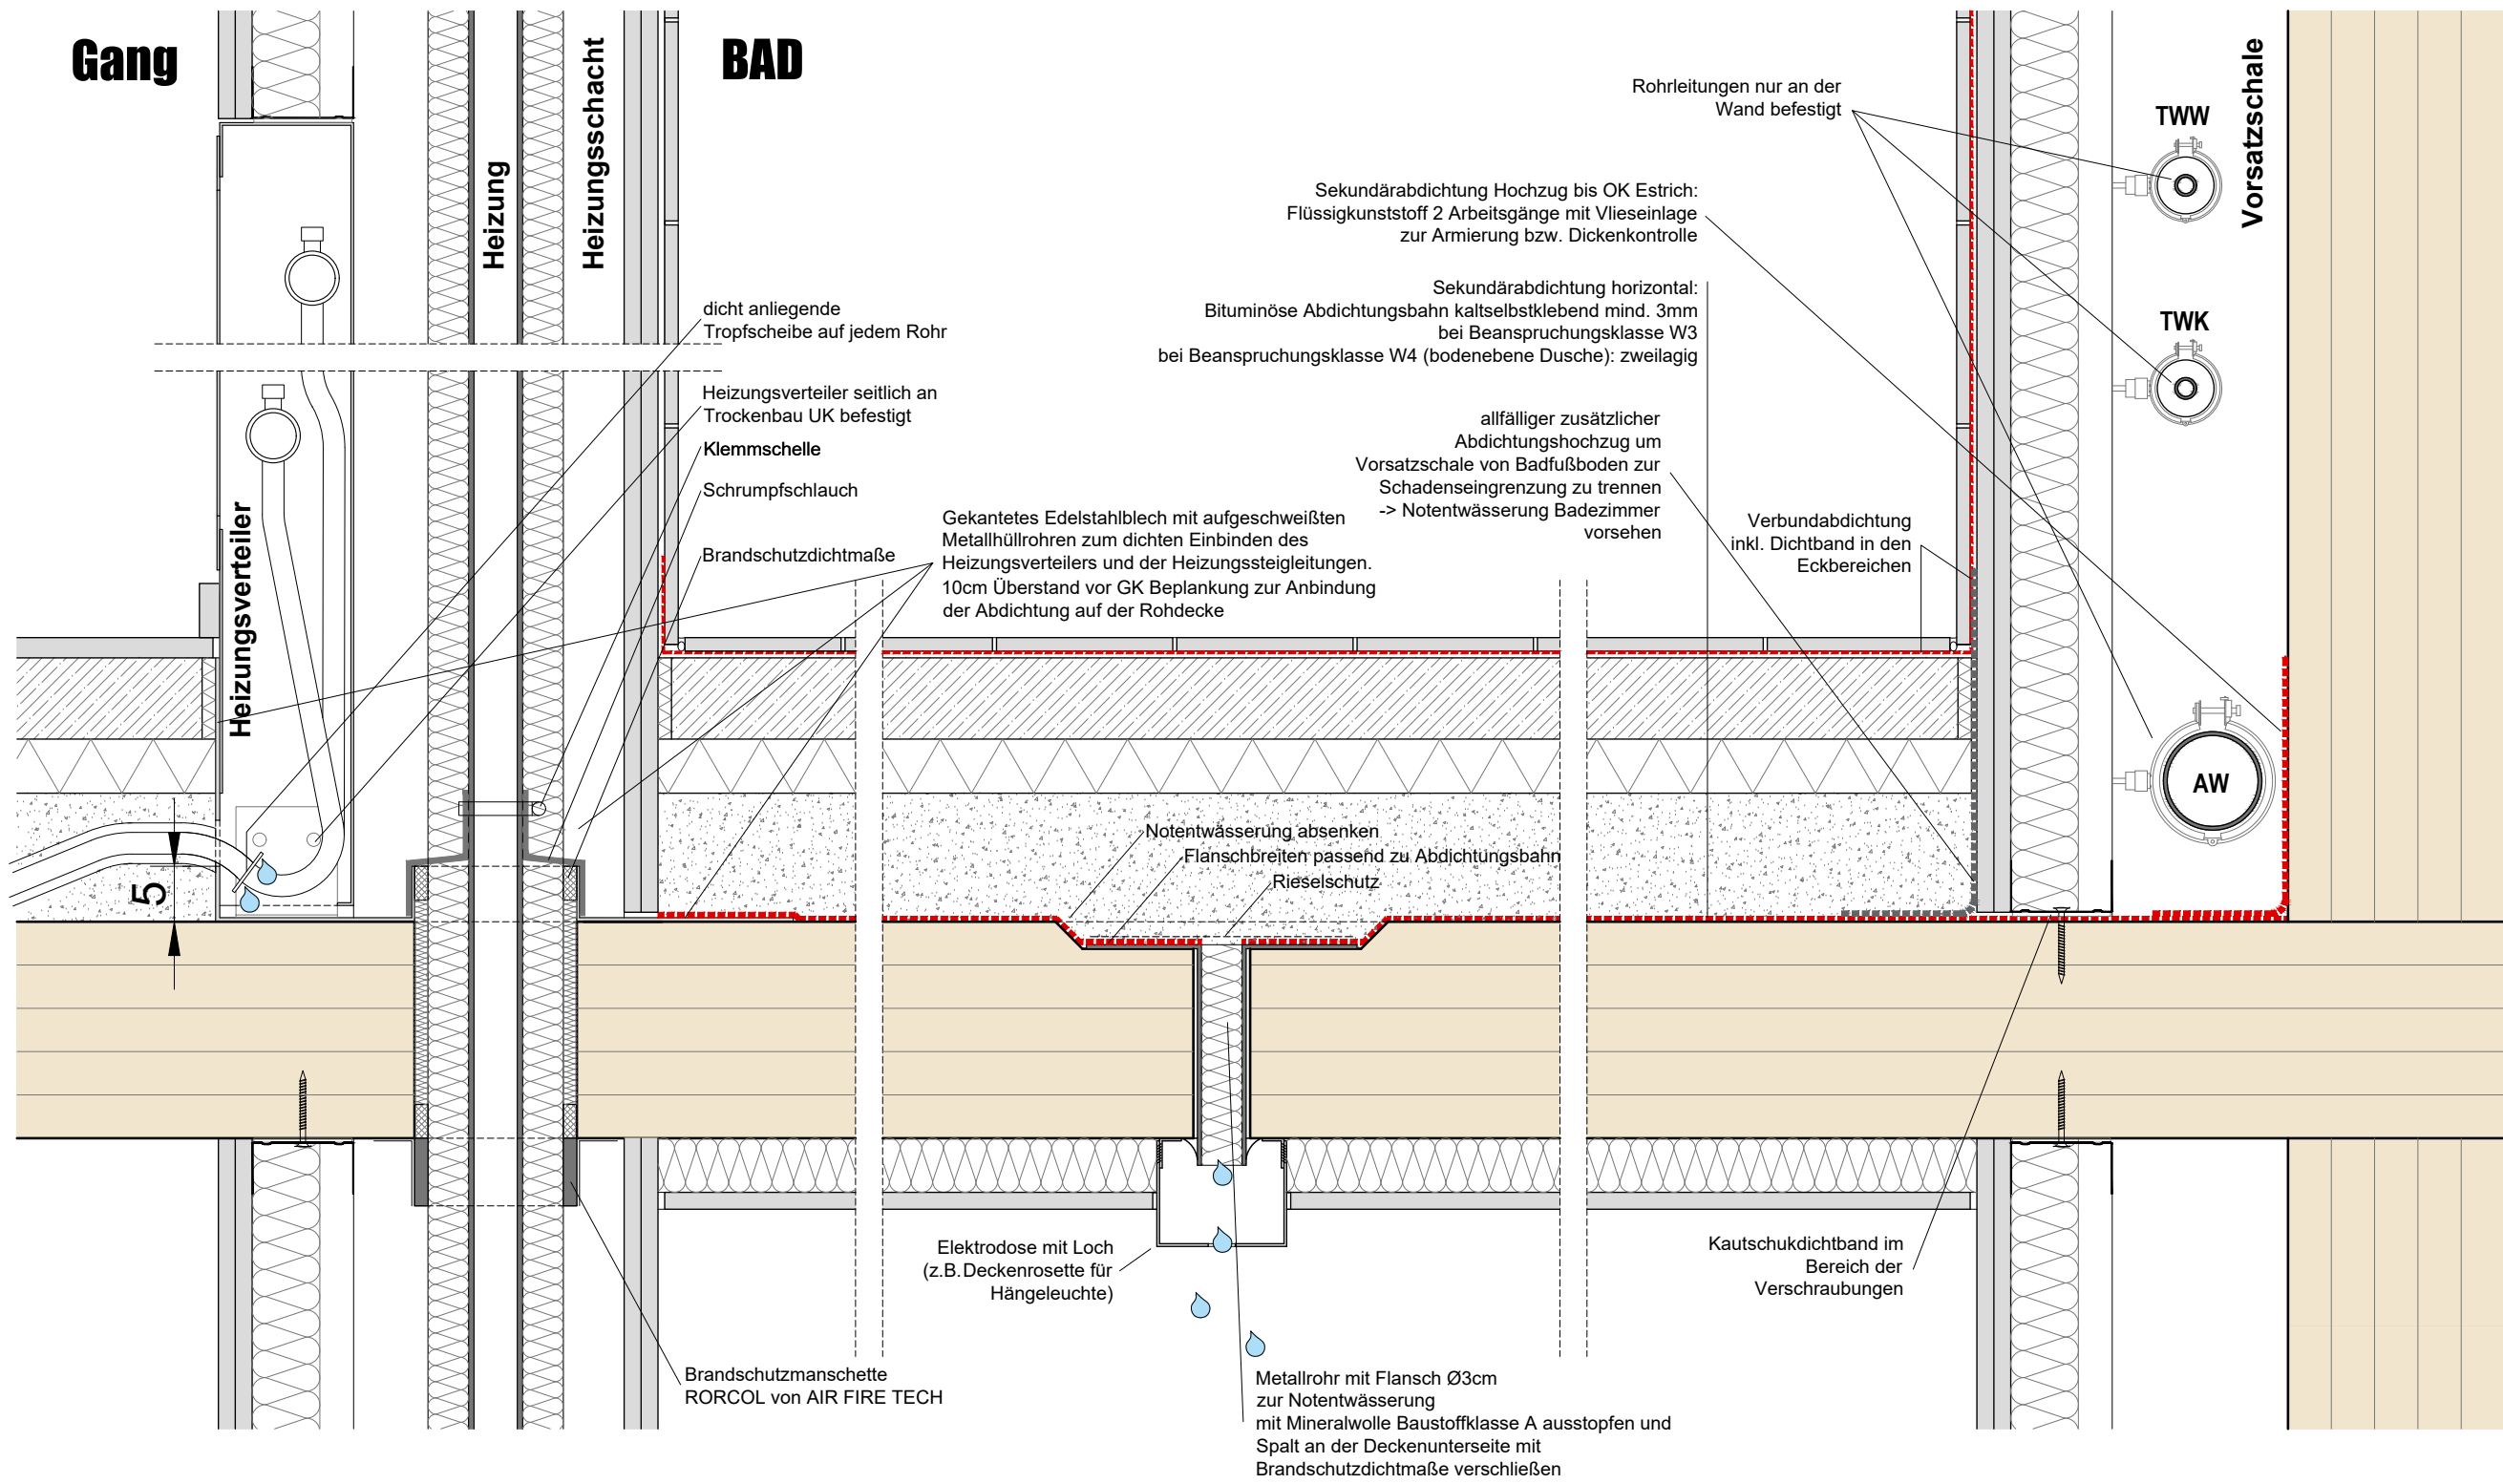 Gang
BAD
Heizung
Heizungsschacht
Heizungsverteiler
Vorsatzschale
TWW
TWK
AW
5
Rohrleitungen nur an der
Wand befestigt
Sekundärabdichtung Hochzug bis OK Estrich:
Flüssigkunststoff 2 Arbeitsgänge mit Vlieseinlage
zur Armierung bzw. Dickenkontrolle
Sekundärabdichtung horizontal:
Bituminöse Abdichtungsbahn kaltselbstklebend mind. 3mm
bei Beanspruchungsklasse W3
bei Beanspruchungsklasse W4 (bodenebene Dusche): zweilagig
dicht anliegende
Tropfscheibe auf jedem Rohr
Heizungsverteiler seitlich an
Trockenbau UK befestigt
Klemmschelle
Schrumpfschlauch
Brandschutzdichtmaße
Gekantetes Edelstahlblech mit aufgeschweißten
Metallhüllrohren zum dichten Einbinden des
Heizungsverteilers und der Heizungssteigleitungen.
10cm Überstand vor GK Beplankung zur Anbindung
der Abdichtung auf der Rohdecke
allfälliger zusätzlicher
Abdichtungshochzug um
Vorsatzschale von Badfußboden zur
Schadenseingrenzung zu trennen
-> Notentwässerung Badezimmer
vorsehen
Verbundabdichtung
inkl. Dichtband in den
Eckbereichen
Notentwässerung absenken
Flanschbreiten passend zu Abdichtungsbahn
Rieselschutz
Elektrodose mit Loch
(z.B.Deckenrosette für
Hängeleuchte)
Kautschukdichtband im
Bereich der
Verschraubungen
Brandschutzmanschette
RORCOL von AIR FIRE TECH
Metallrohr mit Flansch Ø3cm
zur Notentwässerung
mit Mineralwolle Baustoffklasse A ausstopfen und
Spalt an der Deckenunterseite mit
Brandschutzdichtmaße verschließen